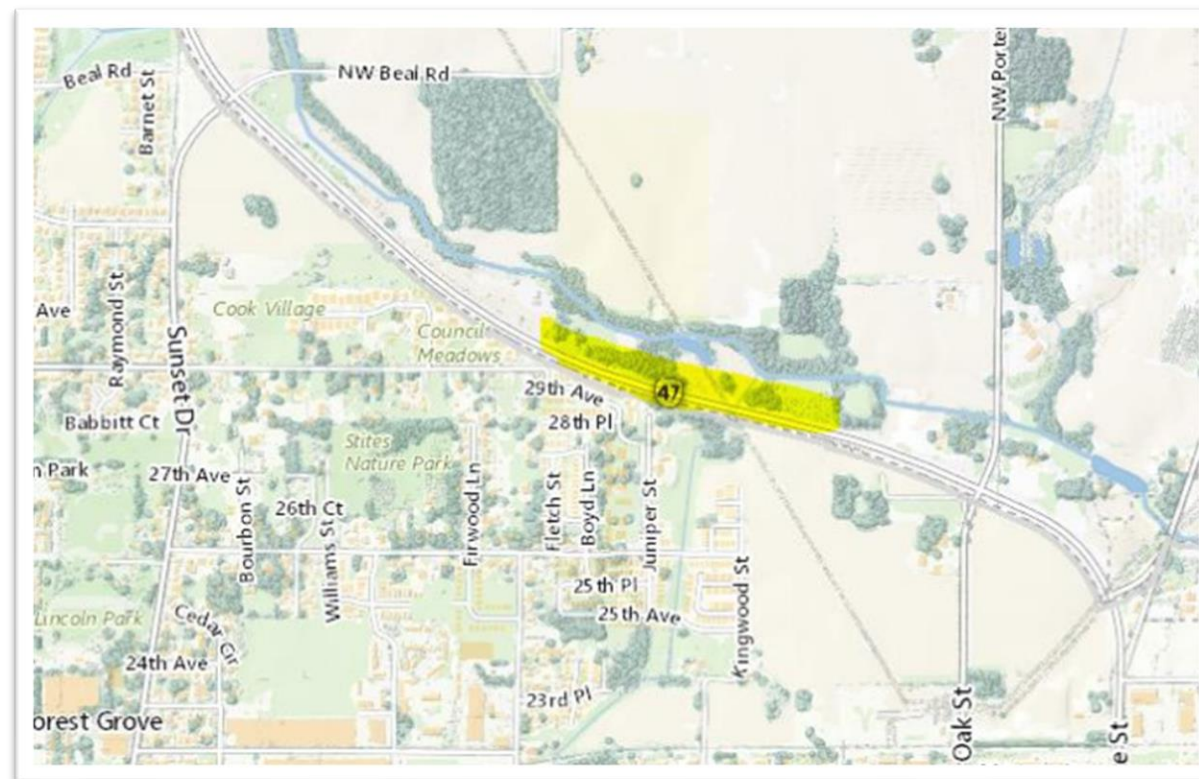 Beal Rd
Barnet St
NW Beal Rd
NW Porter
Ave
Raymond St
Sunset Dr
Cook Village
Council
Meadows
47
29th Ave
28th Pl
Babbitt Ct
Stites
Nature Park
n Park
27th Ave
Bourbon St
26th Ct
Williams St
Firwood Ln
Fletch St
Boyd Ln
Juniper St
Kingwood St
25th Pl
25th Ave
Lincoln Park
Cedar Cir
24th Ave
23rd Pl
orest Grove
Oak St
e St